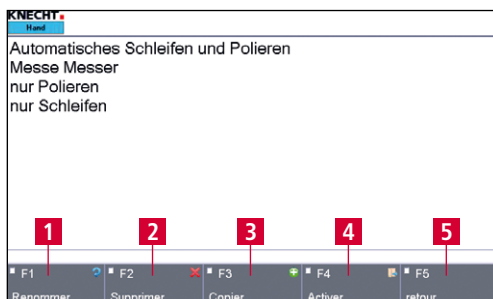 KNECHT
Hand
Automatisches Schleifen und Polieren
Messe Messer
nur Polieren
nur Schleifen
1 2 3 4 5
F1 F2 F3 F4 F5
Renommer Supprimer Copier Activer retour